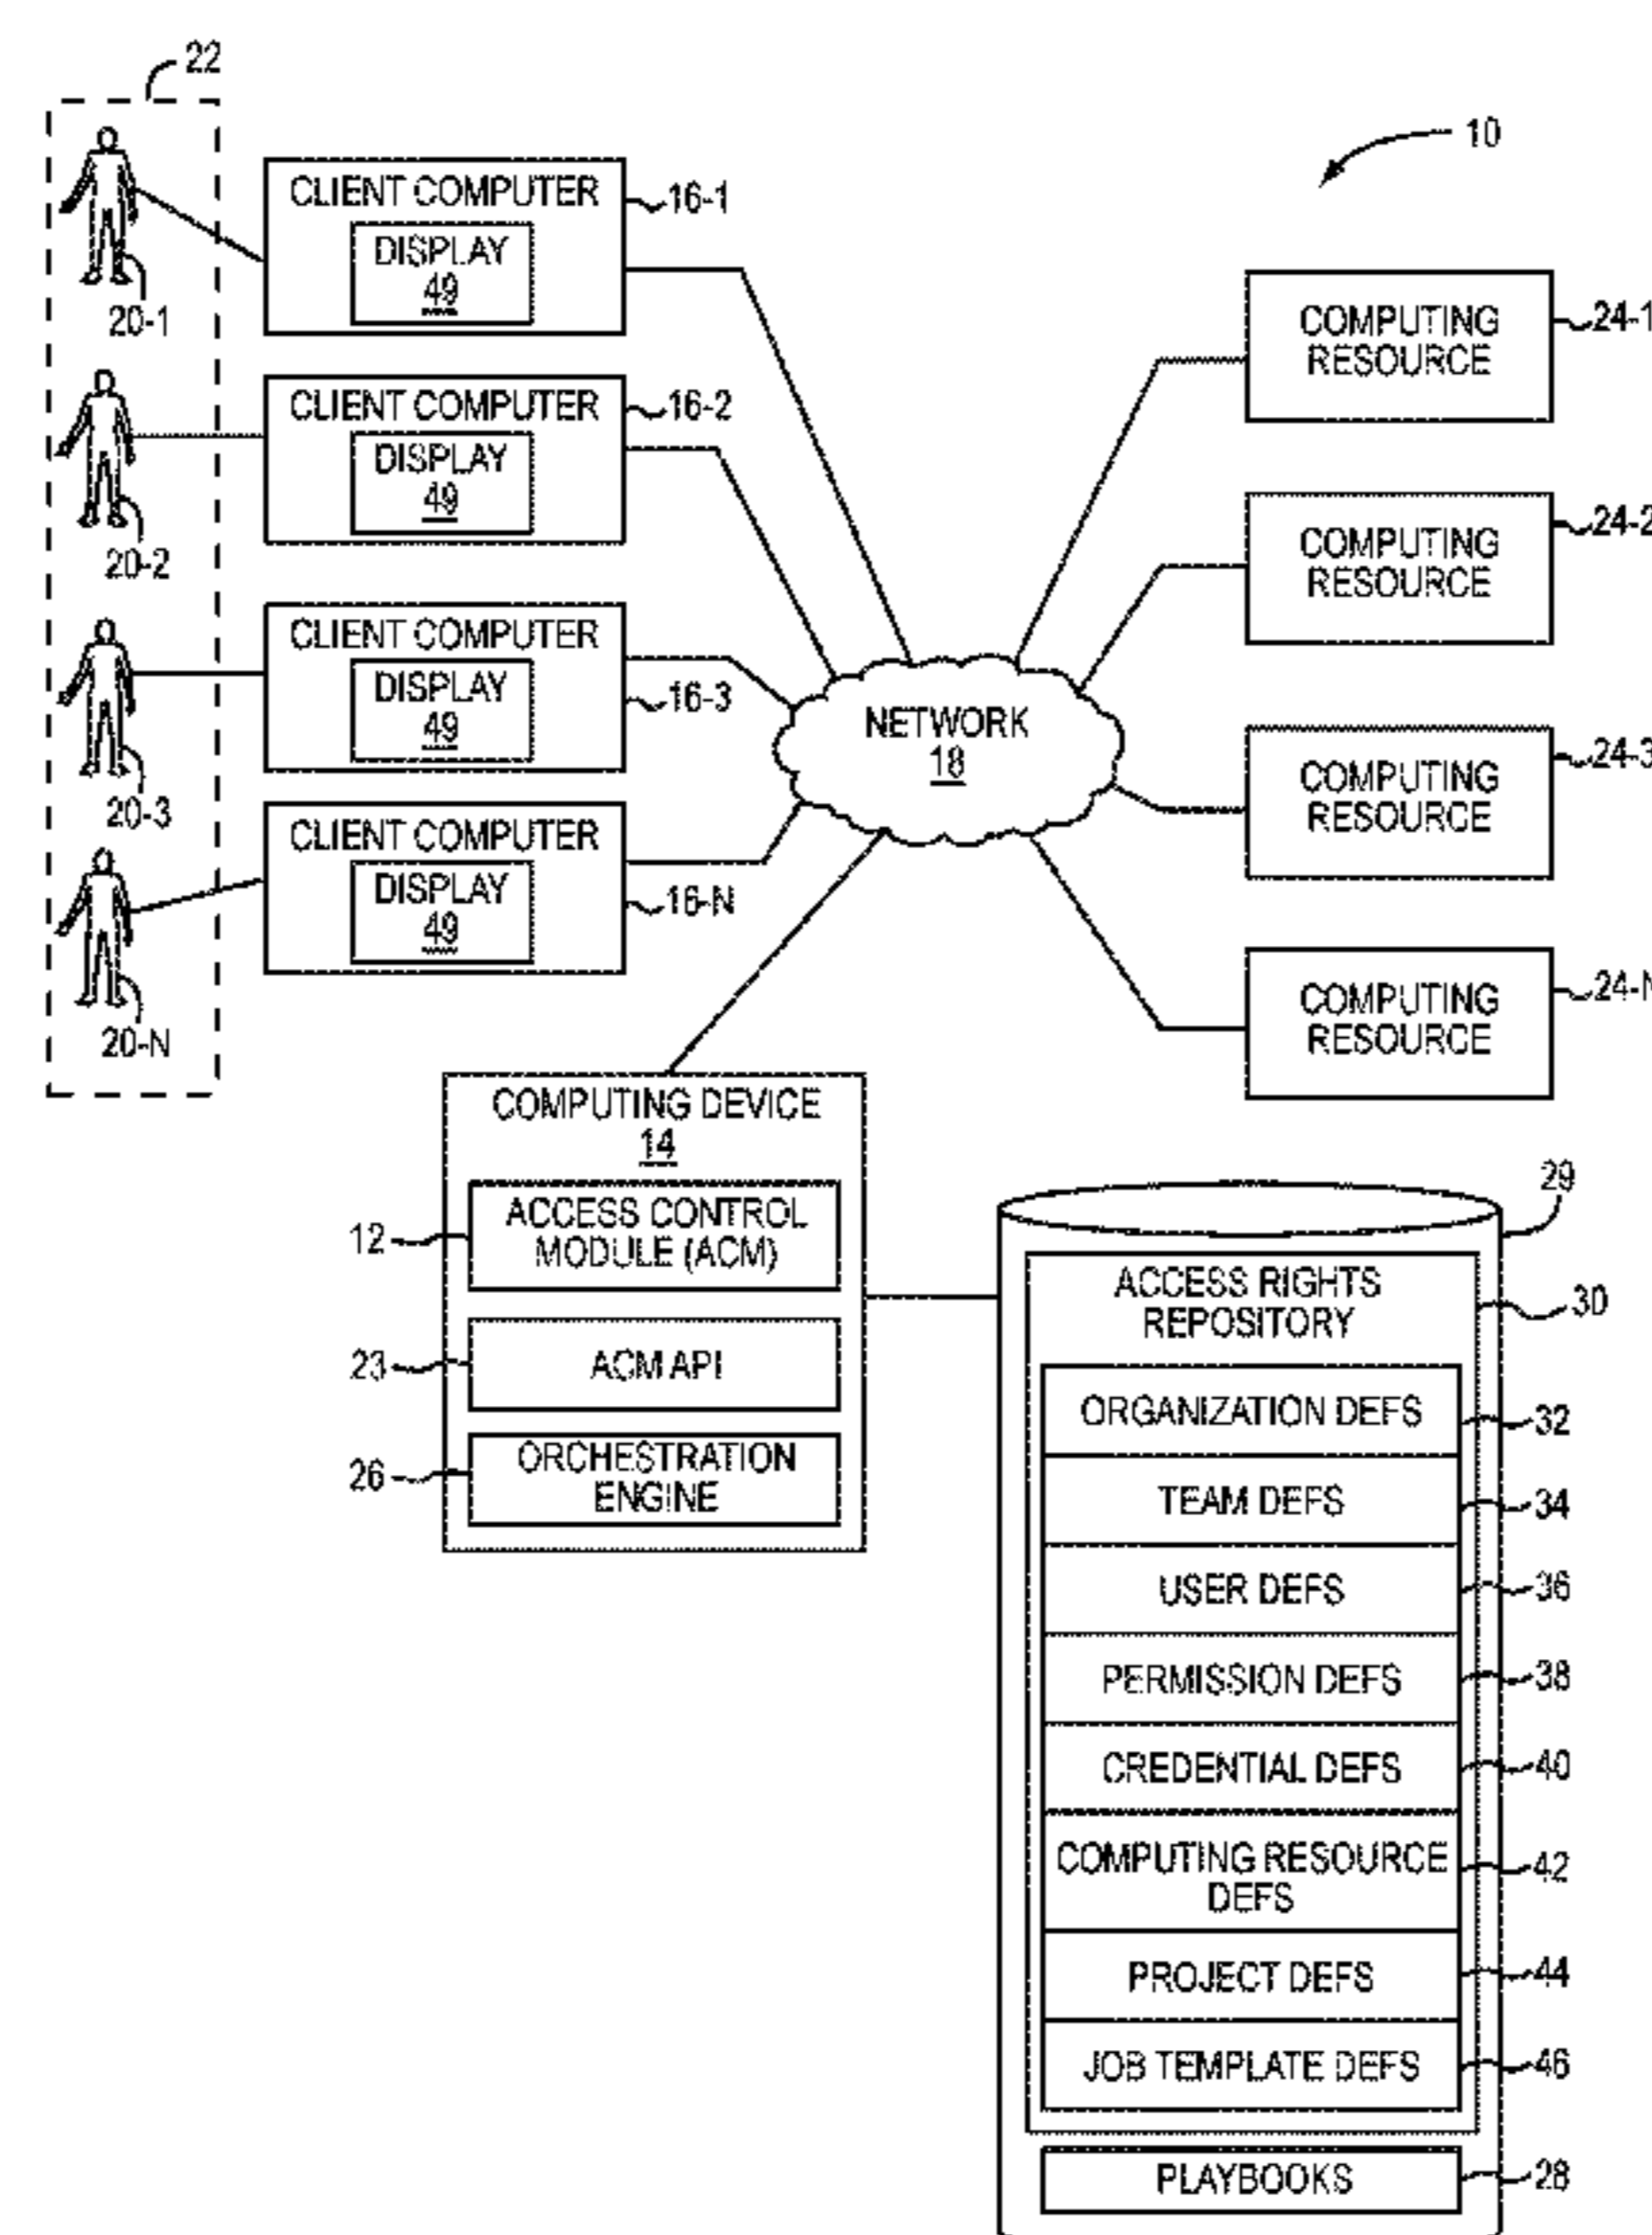 22
10
CLIENT COMPUTER
16-1
DISPLAY
49
20-1
CLIENT COMPUTER
16-2
DISPLAY
49
20-2
CLIENT COMPUTER
DISPLAY
16-3
49
20-3
CLIENT COMPUTER
DISPLAY
16-N
49
20-N
NETWORK
18
COMPUTING
RESOURCE
24-1
COMPUTING
RESOURCE
24-2
COMPUTING
RESOURCE
24-3
COMPUTING
RESOURCE
24-N
COMPUTING DEVICE
14
12
ACCESS CONTROL
MODULE (ACM)
23
ACM API
26
ORCHESTRATION
ENGINE
29
ACCESS RIGHTS
REPOSITORY
30
ORGANIZATION DEFS
32
TEAM DEFS
34
USER DEFS
36
PERMISSION DEFS
38
CREDENTIAL DEFS
40
COMPUTING RESOURCE
DEFS
42
PROJECT DEFS
44
JOB TEMPLATE DEFS
46
PLAYBOOKS
28